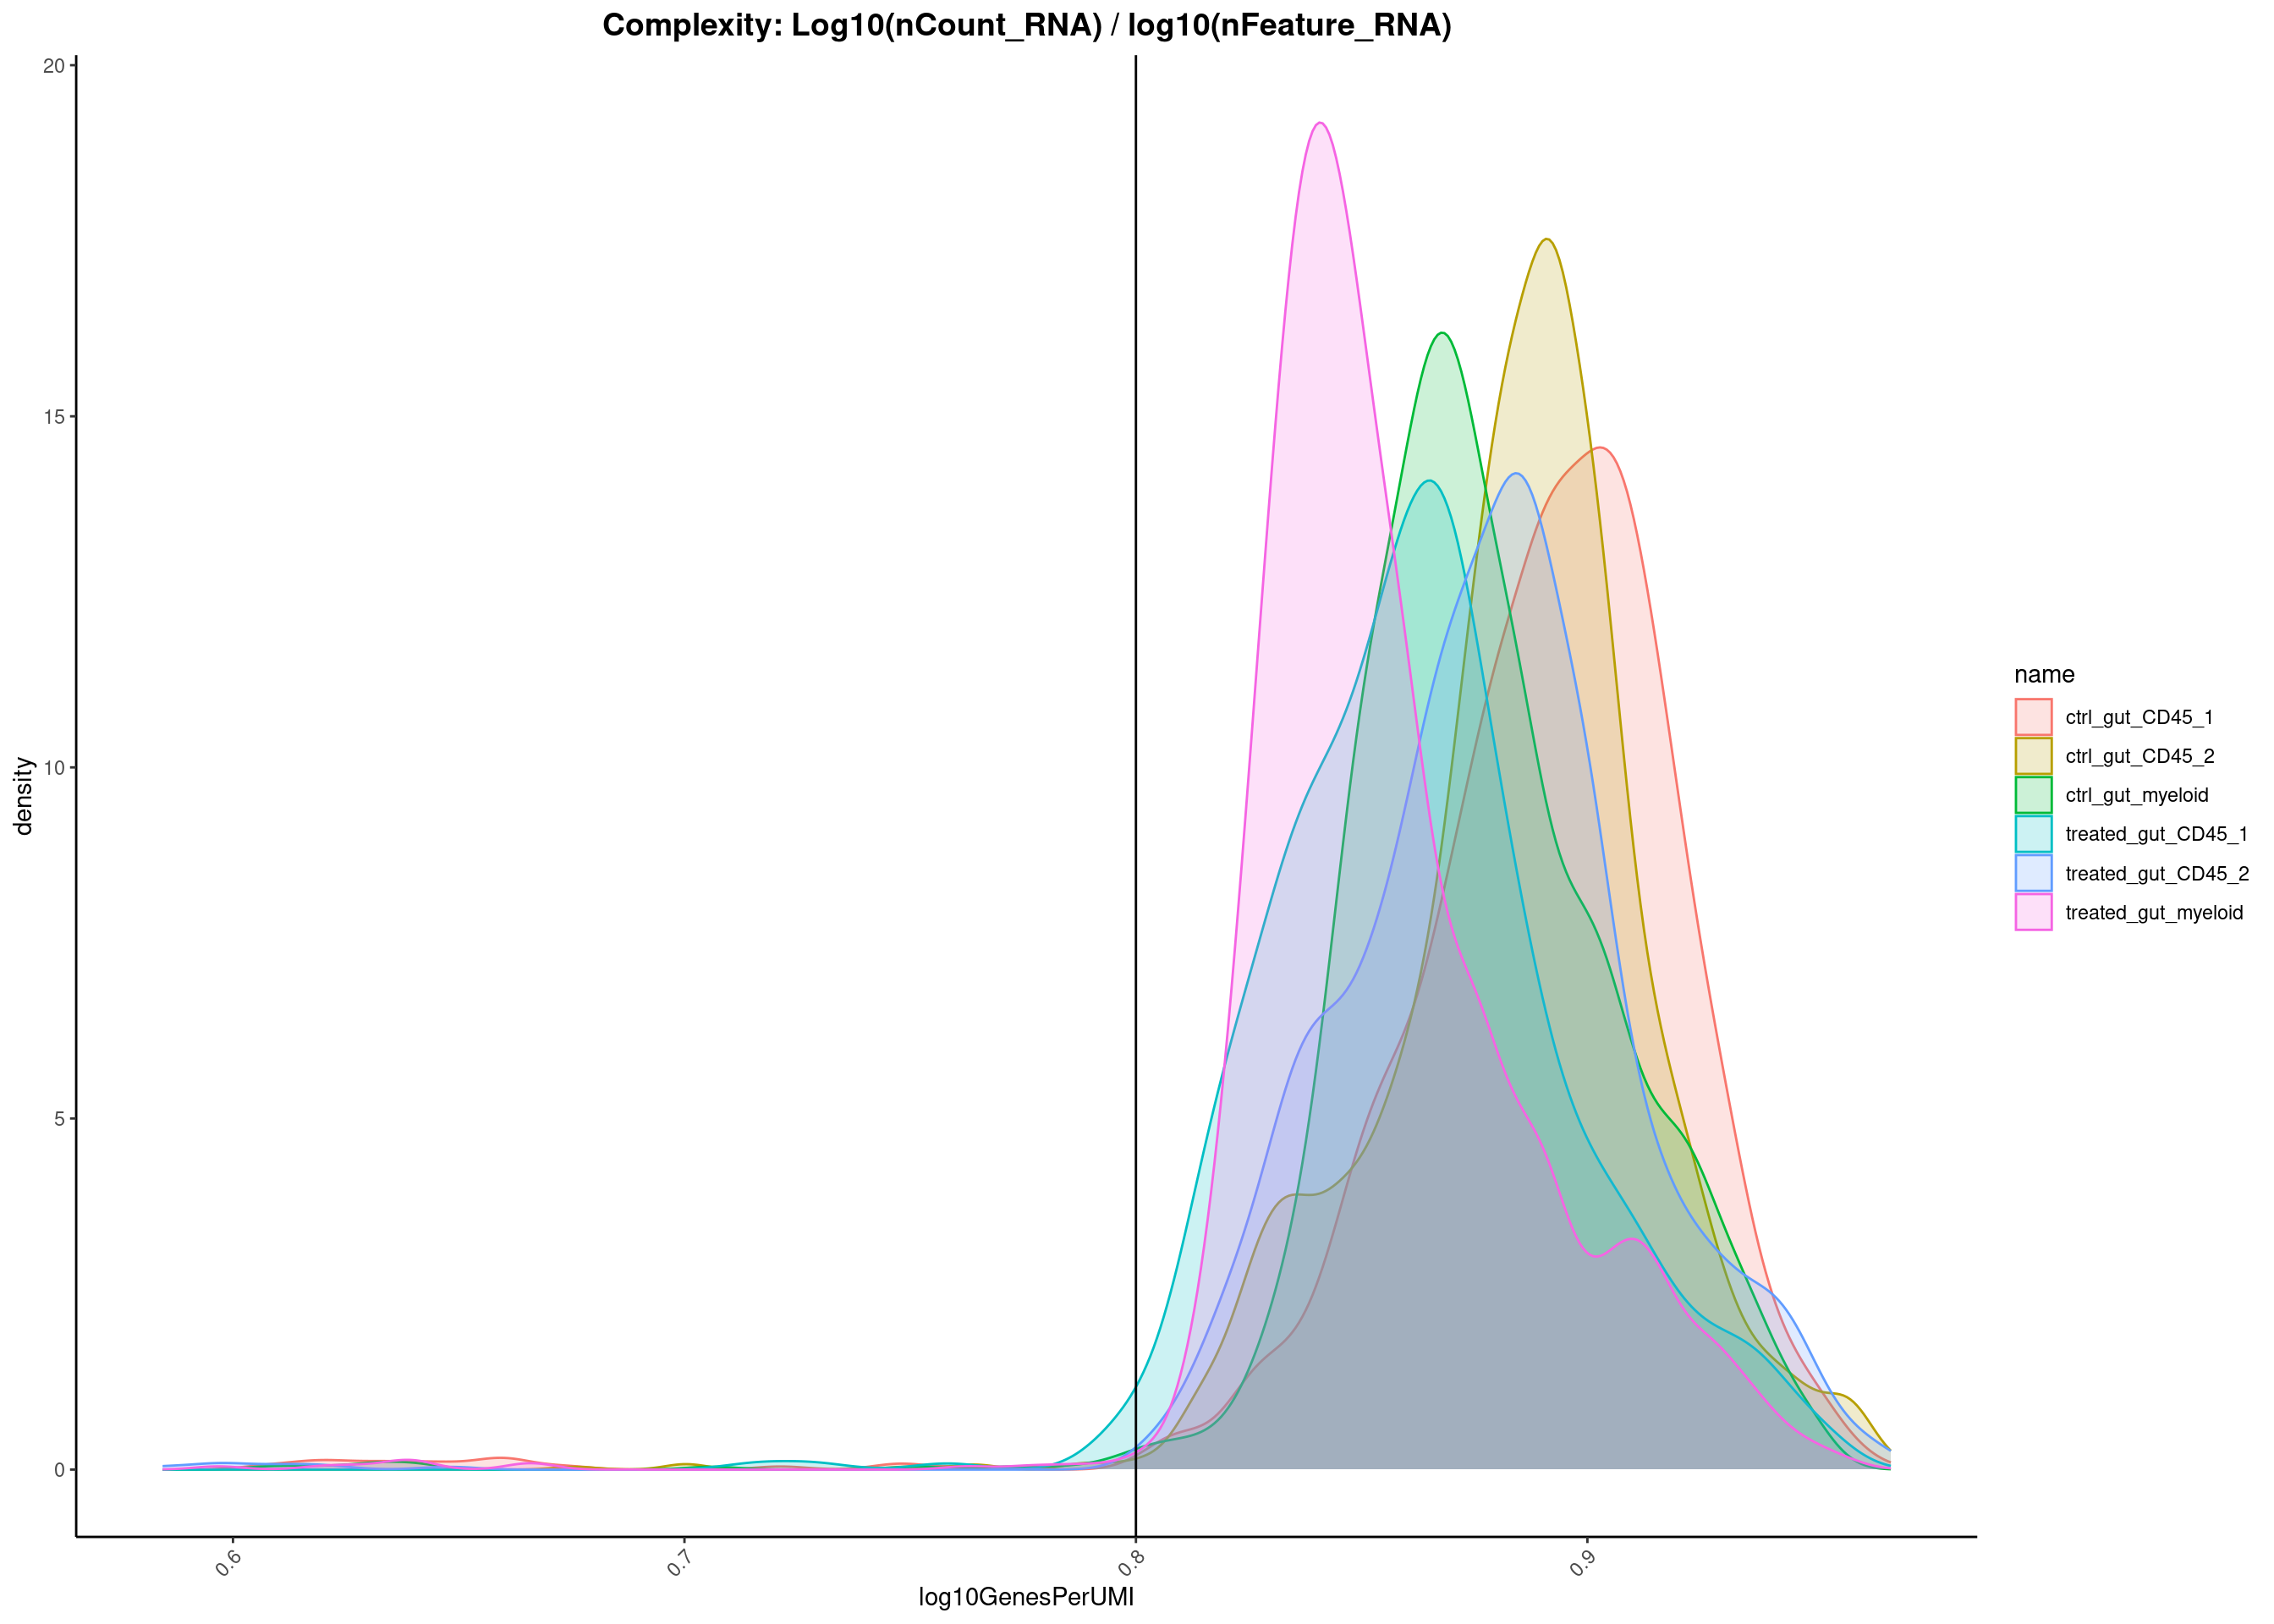 Complexity: Log10(nCount_RNA) / log10(nFeature_RNA)
20
15
10
5
0
density
0.6
0.7
0.8
0.9
log10GenesPerUMI
name
ctrl_gut_CD45_1
ctrl_gut_CD45_2
ctrl_gut_myeloid
treated_gut_CD45_1
treated_gut_CD45_2
treated_gut_myeloid